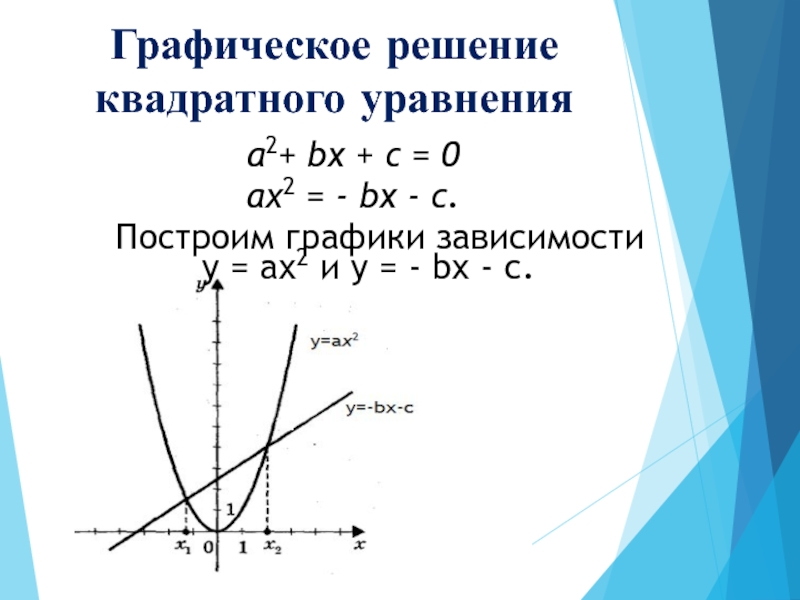 Графическое решение
квадратного уравнения
a²+ bx + c = 0
ax² = - bx - c.
Построим графики зависимости
y = ax² и y = - bx - c.
y
y=ax²
y=-bx-c
1
x₁ 0 1 x₂ x